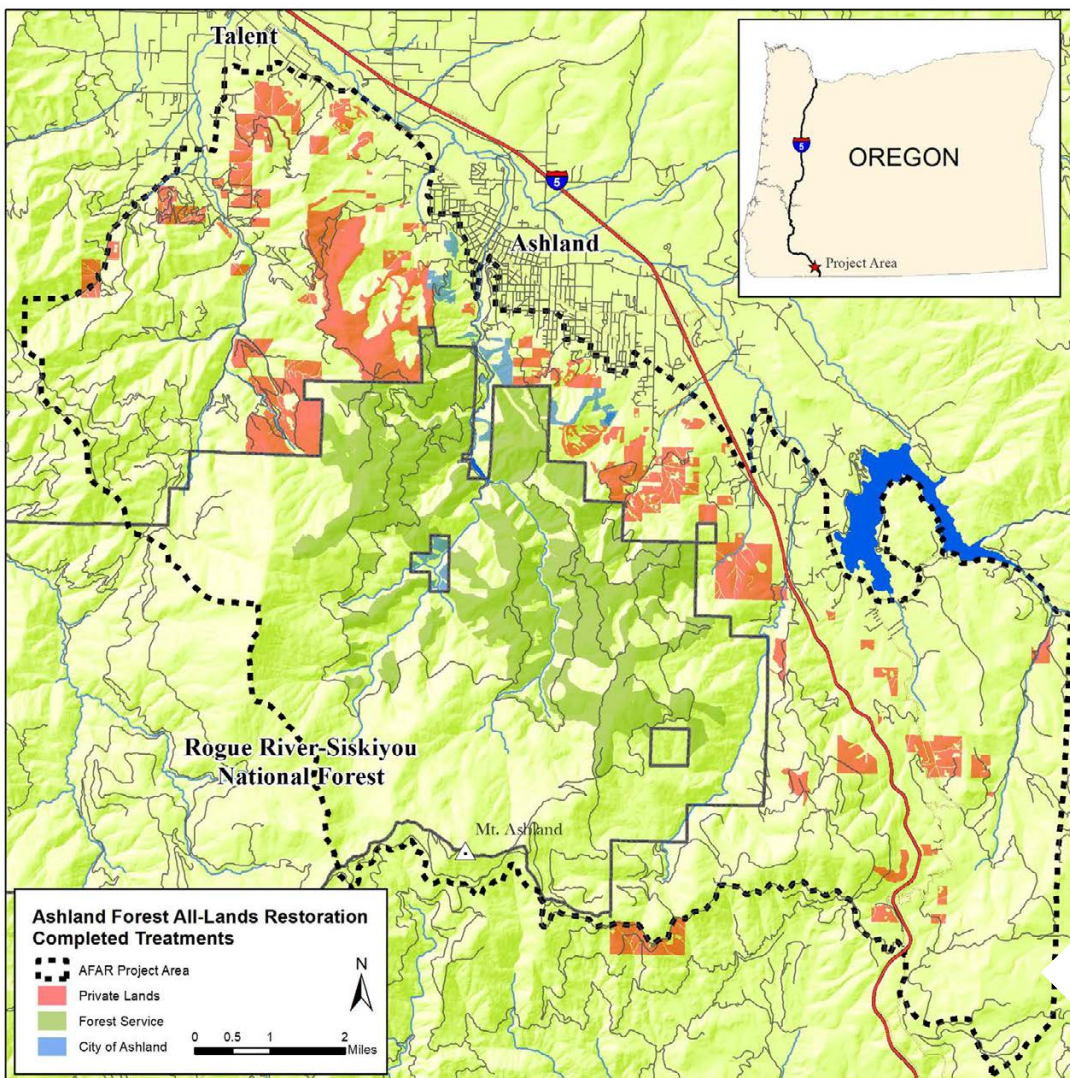 Talent
5
Ashland
5
OREGON
Project Area
Rogue River-Siskiyou
National Forest
Mt. Ashland
Ashland Forest All-Lands Restoration
Completed Treatments
AFAR Project Area
Private Lands
Forest Service
City of Ashland
N
0 0.5 1 2
Miles